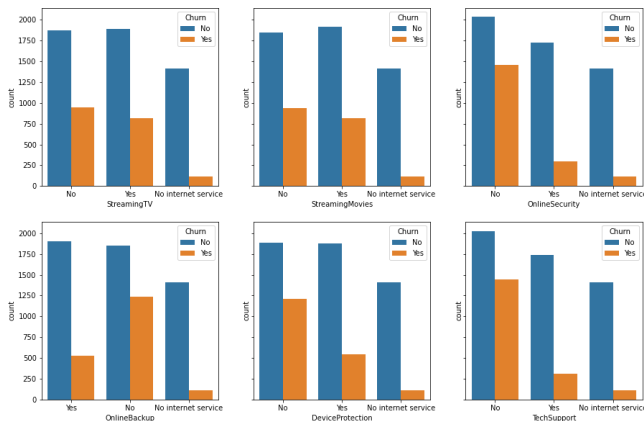 2000
1750
1500
1250
1000
750
500
250
0
count
Churn
No
Yes
No Yes No internet service
StreamingTV
count
Churn
No
Yes
No Yes No internet service
StreamingMovies
count
Churn
No
Yes
No Yes No internet service
OnlineSecurity
2000
1750
1500
1250
1000
750
500
250
0
count
Churn
No
Yes
Yes No No internet service
OnlineBackup
count
Churn
No
Yes
No Yes No internet service
DeviceProtection
count
Churn
No
Yes
No Yes No internet service
TechSupport